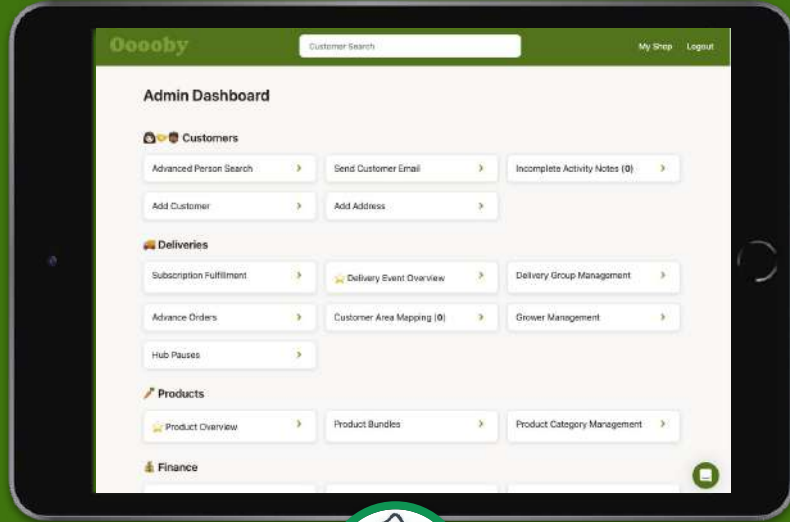 Ooooby
Customer Search
My Shop
Logout
Admin Dashboard
Customers
Advanced Person Search
Send Customer Email
Incomplete Activity Notes (0)
Add Customer
Add Address
Deliveries
Subscription Fulfillment
Delivery Event Overview
Delivery Group Management
Advance Orders
Customer Area Mapping (0)
Grower Management
Hub Pauses
Products
Product Overview
Product Bundles
Product Category Management
Finance